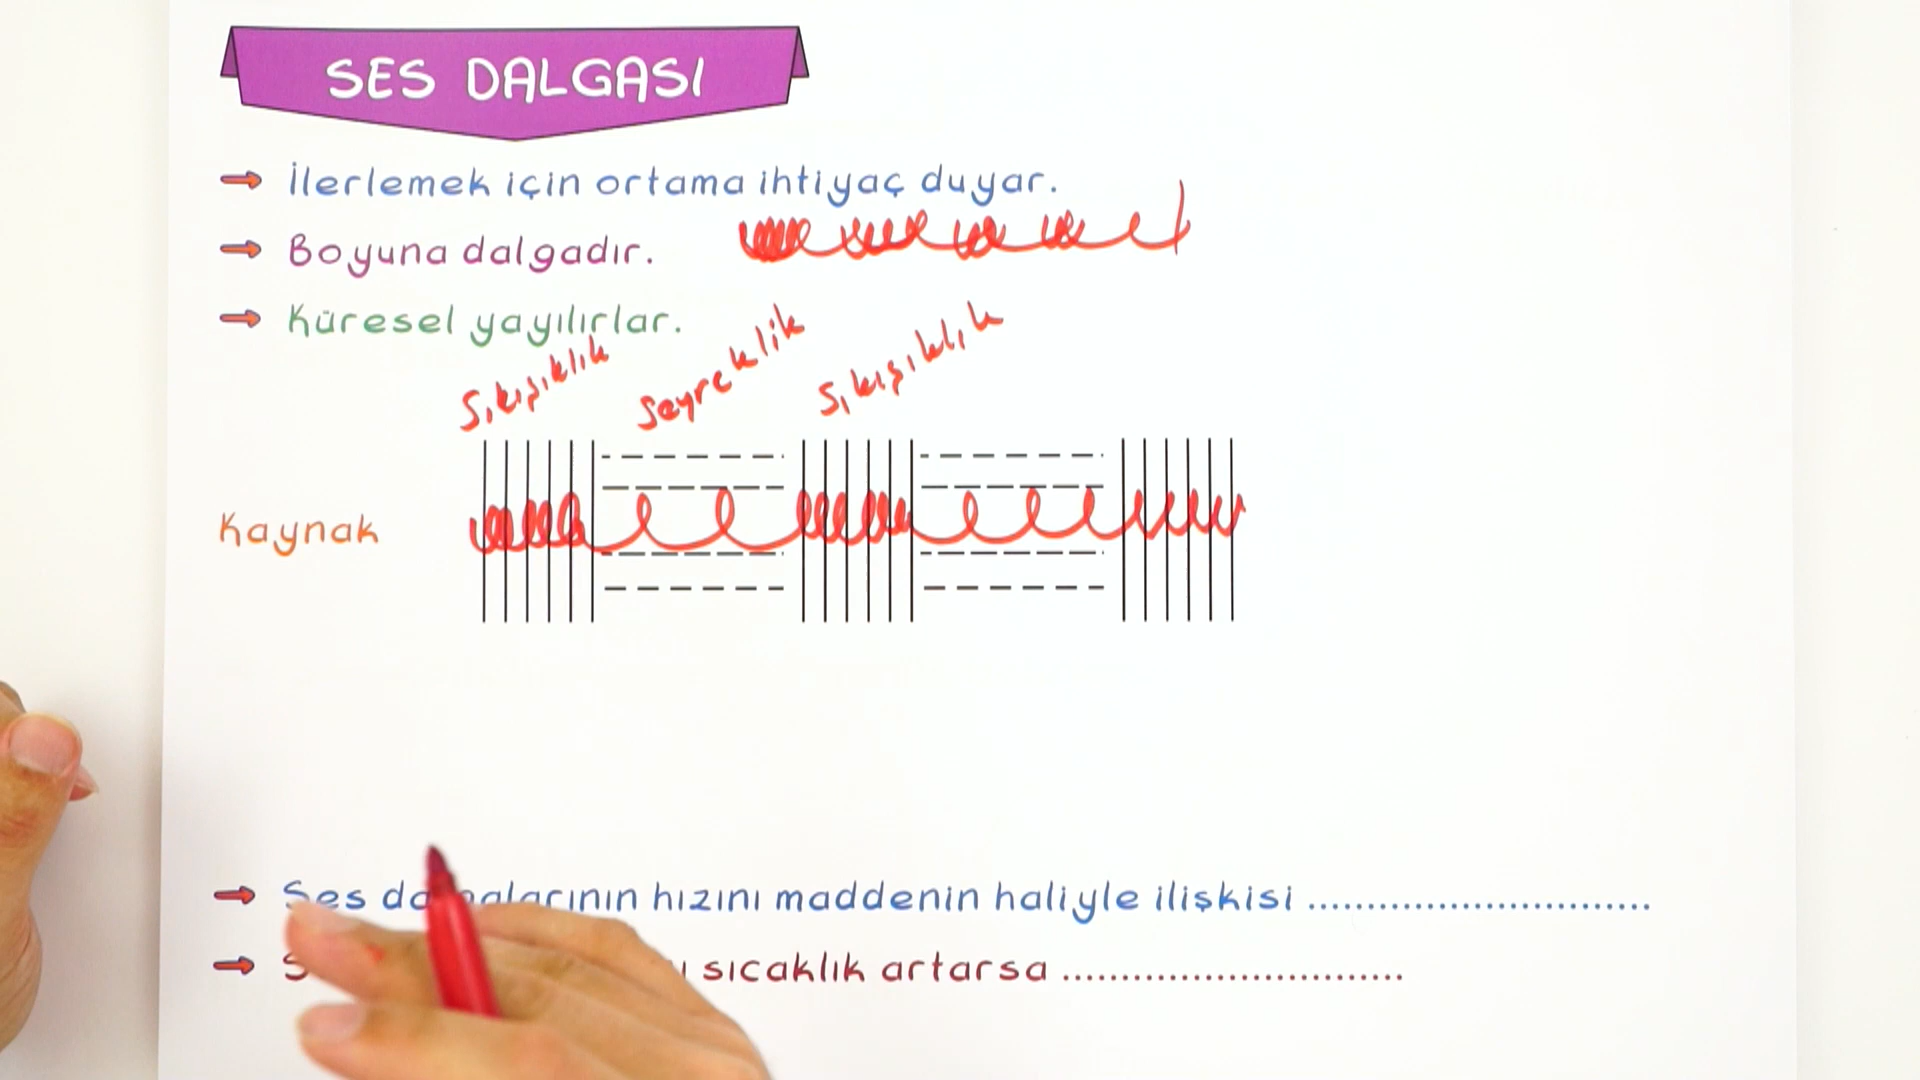 SES DALGASI
İlerlemek için ortama ihtiyaç duyar.
Boyuna dalgadır.
Küresel yayılırlar.
Sıkışıklık Seyreklik Sıkışıklık
Kaynak
Ses hızını maddenin haliyle ilişkisi ..............................
sıcaklık artarsa ..............................